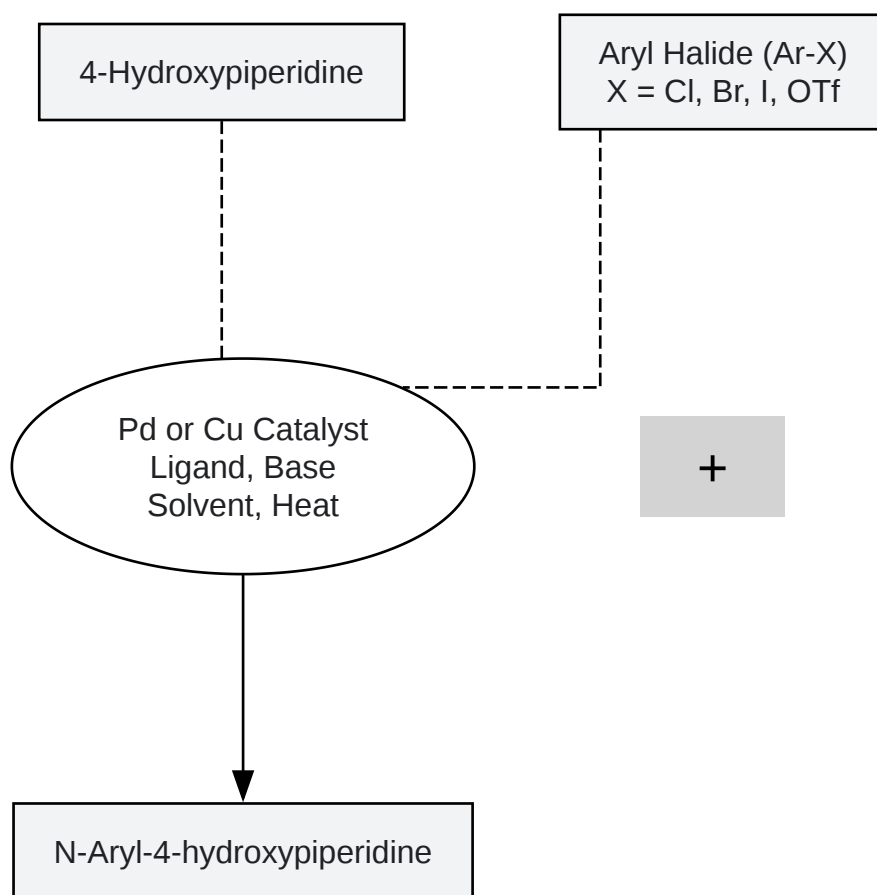 4-Hydroxypiperidine
Aryl Halide (Ar-X)
X = Cl, Br, I, OTf
Pd or Cu Catalyst
Ligand, Base
Solvent, Heat
+
N-Aryl-4-hydroxypiperidine